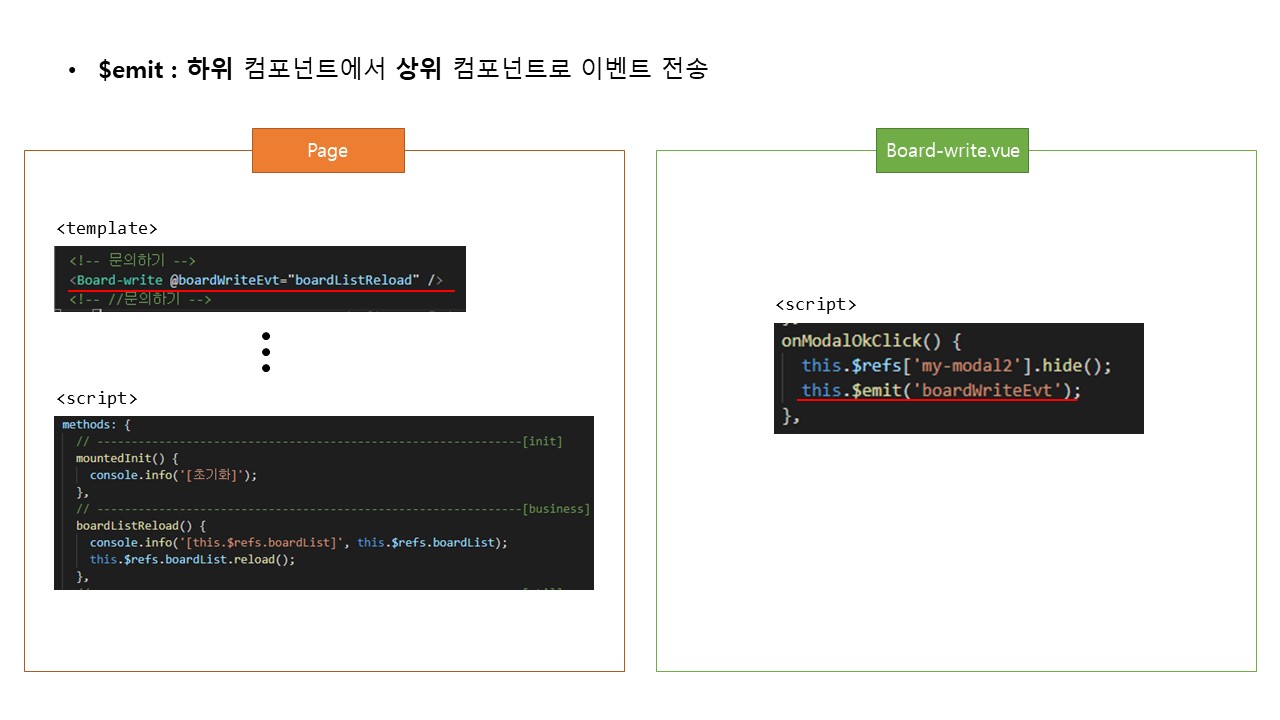 • $emit : 하위 컴포넌트에서 상위 컴포넌트로 이벤트 전송
Page
<template>
<!-- 문의하기 -->
<Board-write @boardWriteEvt="boardListReload" />
<!-- //문의하기 -->
<script>
methods: {
// --------------------------------------------------------------[init]
mountedInit() {
console.info('[초기화]');
},
// --------------------------------------------------------------[business]
boardListReload() {
console.info('[this.$refs.boardList]', this.$refs.boardList);
this.$refs.boardList.reload();
},
Board-write.vue
<script>
onModalOkClick() {
this.$refs['my-modal2'].hide();
this.$emit('boardWriteEvt');
},